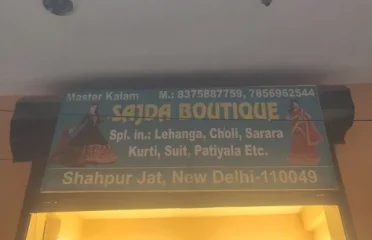 Master Kalam M.: 8375887759, 7856962544
SAJDA BOUTIQUE
Spl. in.: Lehanga, Choli, Sarara
Kurti, Suit, Patiyala Etc.
Shahpur Jat, New Delhi-110049